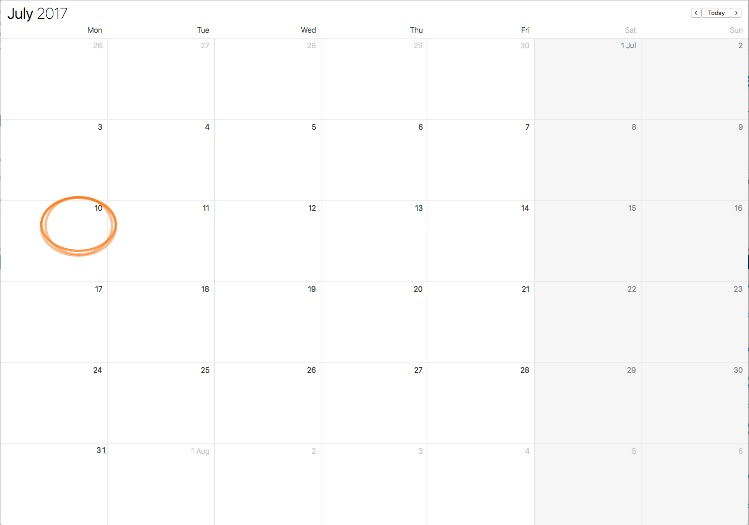 July 2017
< Today >
Mon Tue Wed Thu Fri Sat Sun
26 27 28 29 30 1 Jul 2
3 4 5 6 7 8 9
10 11 12 13 14 15 16
17 18 19 20 21 22 23
24 25 26 27 28 29 30
31 1 Aug 2 3 4 5 6